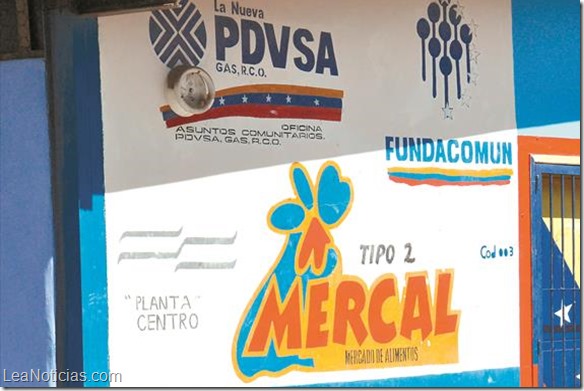 La Nueva
PDVSA
GAS, R.C.O.
OFICINA
ASUNTOS COMUNITARIOS.
PDVSA, GAS, R.C.O.
FUNDACOMUN
TIPO 2
Cod 003
MERCAL
MERCADO DE ALIMENTOS
"PLANTA"
CENTRO
LeaNoticias.com